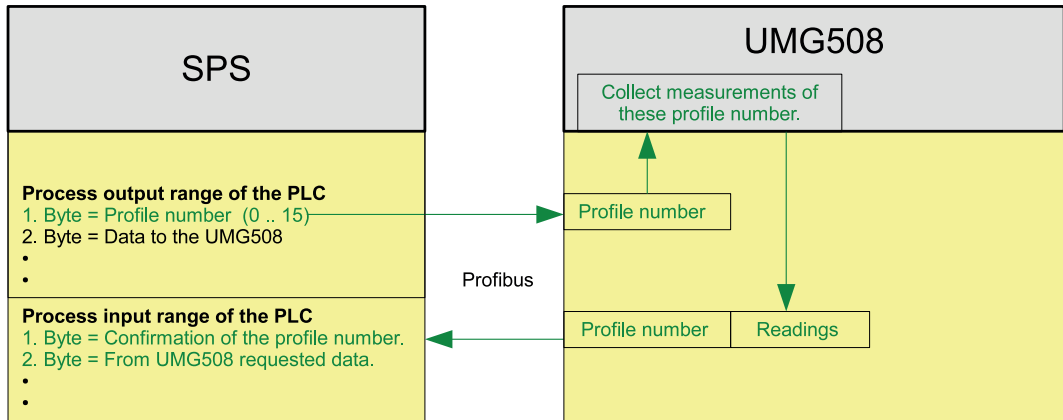 SPS
Process output range of the PLC
1. Byte = Profile number (0 .. 15)
2. Byte = Data to the UMG508
•
•
Process input range of the PLC
1. Byte = Confirmation of the profile number.
2. Byte = From UMG508 requested data.
•
•
Profibus
UMG508
Collect measurements of
these profile number.
Profile number
Profile number
Readings